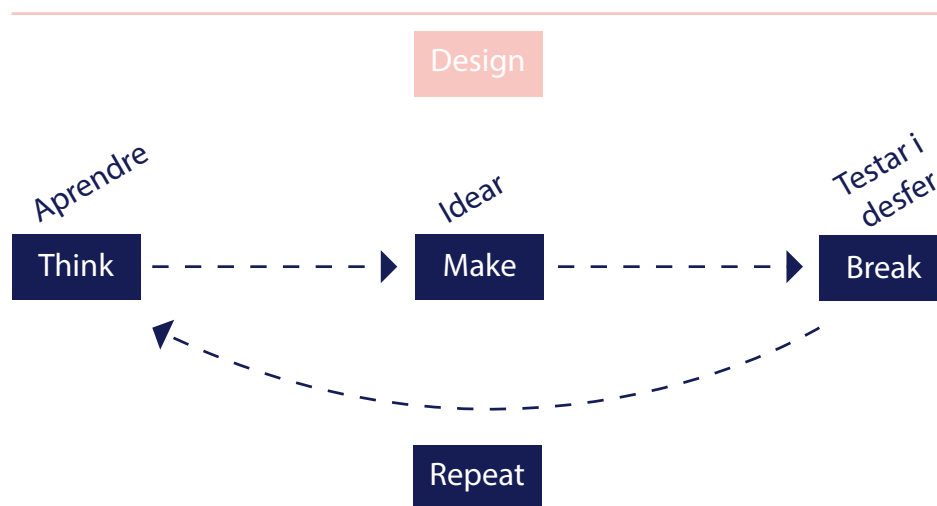 Design
Aprendre
Idear
Testar i
desfer
Think
Make
Break
Repeat